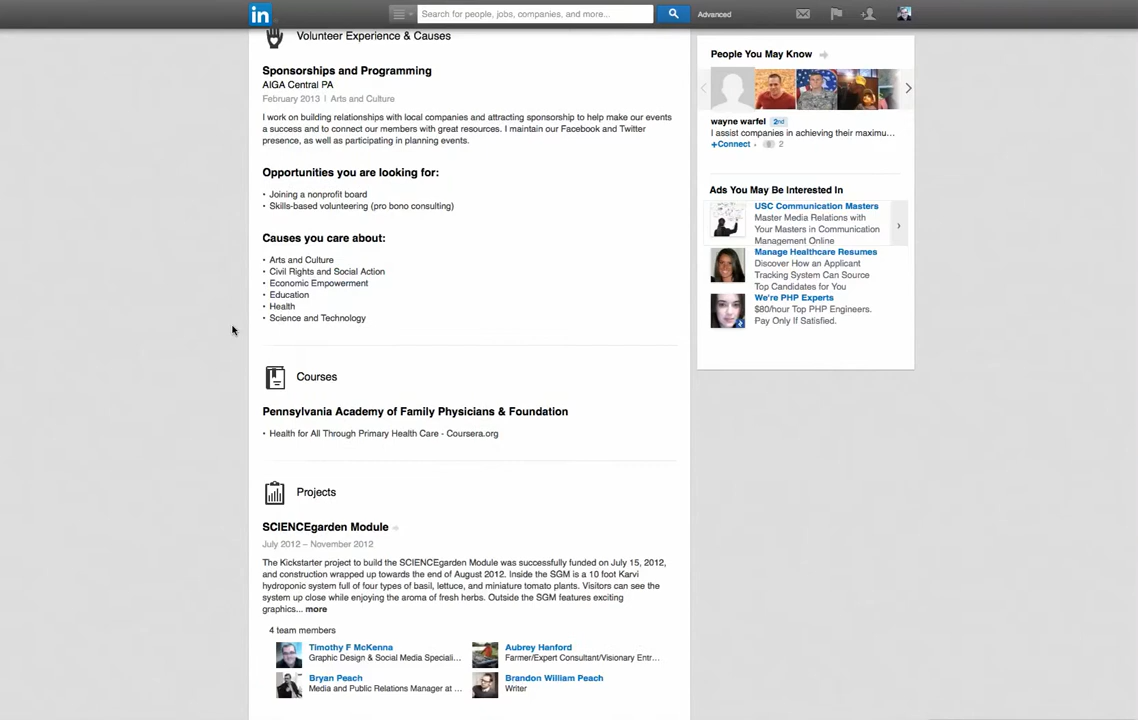 in
Search for people, jobs, companies, and more...
Advanced
Volunteer Experience & Causes
Sponsorships and Programming
AIGA Central PA
February 2013 | Arts and Culture
I work on building relationships with local companies and attracting sponsorship to help make our events
a success and to connect our members with great resources. I maintain our Facebook and Twitter
presence, as well as participating in planning events.
Opportunities you are looking for:
• Joining a nonprofit board
• Skills-based volunteering (pro bono consulting)
Causes you care about:
• Arts and Culture
• Civil Rights and Social Action
• Economic Empowerment
• Education
• Health
• Science and Technology
Courses
Pennsylvania Academy of Family Physicians & Foundation
• Health for All Through Primary Health Care - Coursera.org
Projects
SCIENCEgarden Module
July 2012 – November 2012
The Kickstarter project to build the SCIENCEgarden Module was successfully funded on July 15, 2012,
and construction wrapped up towards the end of August 2012. Inside the SGM is a 10 foot Karvi
hydroponic system full of four types of basil, lettuce, and miniature tomato plants. Visitors can see the
system up close while enjoying the aroma of fresh herbs. Outside the SGM features exciting
graphics... more
4 team members
Timothy F McKenna
Graphic Design & Social Media Speciali...
Aubrey Hanford
Farmer/Expert Consultant/Visionary Entr...
Bryan Peach
Media and Public Relations Manager at ...
Brandon William Peach
Writer
People You May Know
wayne warfel 2nd
I assist companies in achieving their maximu...
+Connect • 2
Ads You May Be Interested In
USC Communication Masters
Master Media Relations with
Your Masters in Communication
Management Online
Manage Healthcare Resumes
Discover How an Applicant
Tracking System Can Source
Top Candidates for You
We're PHP Experts
$80/hour Top PHP Engineers.
Pay Only If Satisfied.